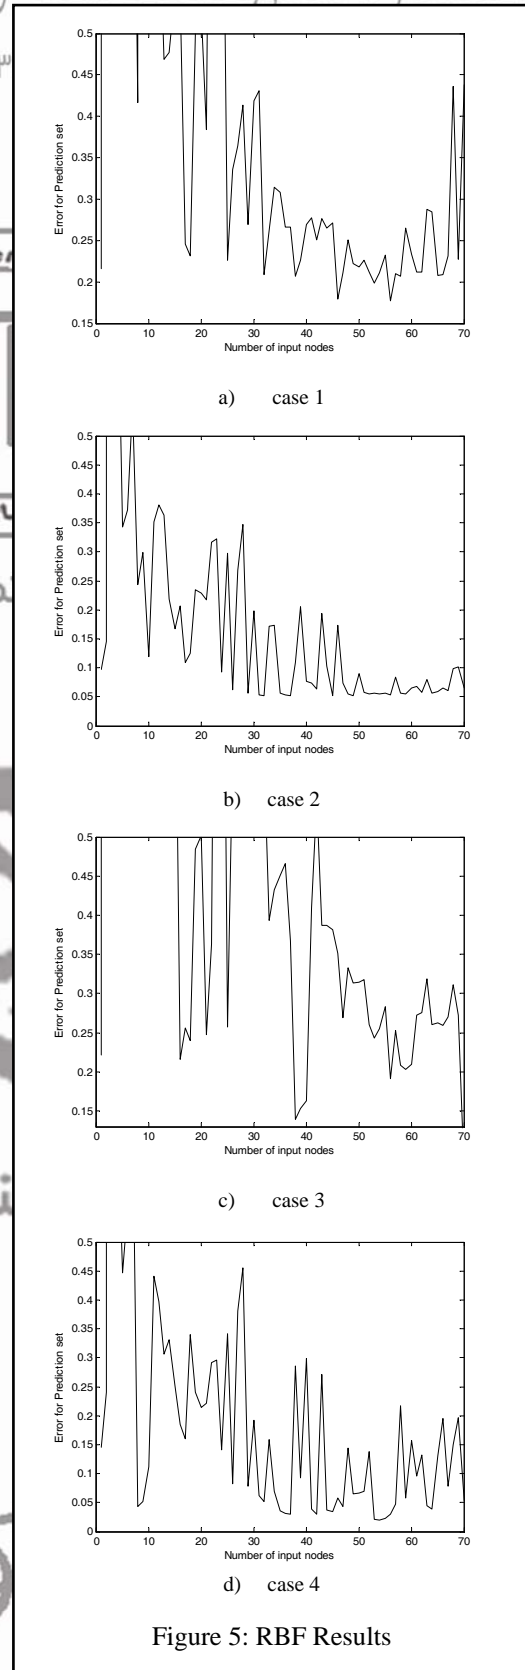 0.5
0.45
0.4
0.35
0.3
0.25
0.2
0.15
Error for Prediction set
0 10 20 30 40 50 60 70
Number of input nodes
a) case 1
0.5
0.45
0.4
0.35
0.3
0.25
0.2
0.15
0.1
0.05
0
Error for Prediction set
0 10 20 30 40 50 60 70
Number of input nodes
b) case 2
0.5
0.45
0.4
0.35
0.3
0.25
0.2
0.15
Error for Prediction set
0 10 20 30 40 50 60 70
Number of input nodes
c) case 3
0.5
0.45
0.4
0.35
0.3
0.25
0.2
0.15
0.1
0.05
0
Error for Prediction set
0 10 20 30 40 50 60 70
Number of input nodes
d) case 4
Figure 5: RBF Results